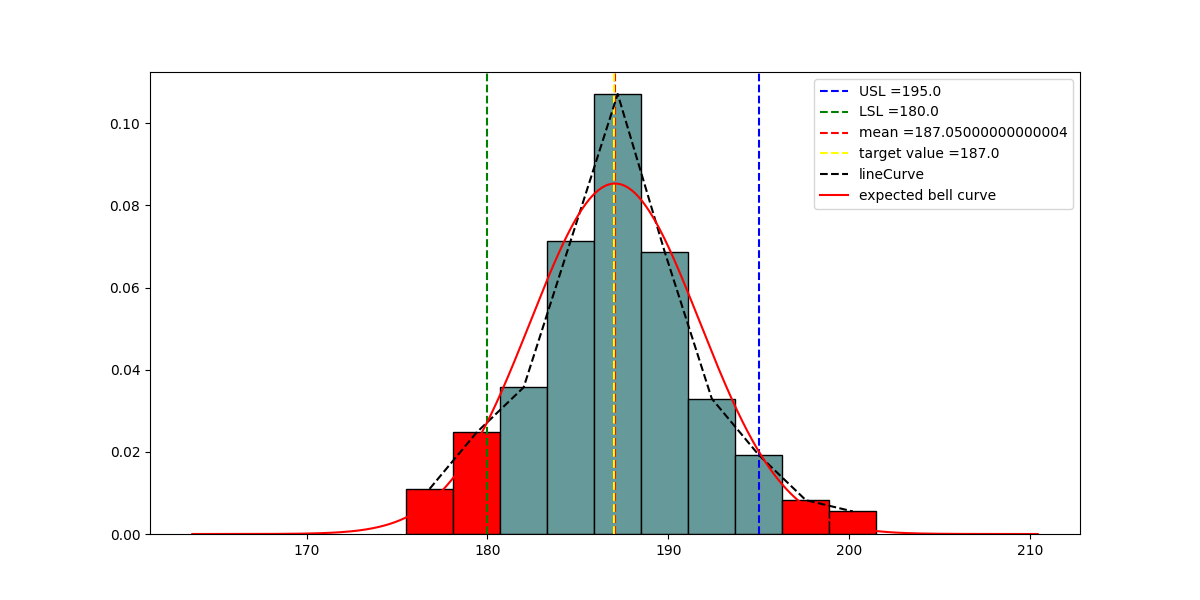 USL =195.0
LSL =180.0
mean =187.05000000000004
target value =187.0
lineCurve
expected bell curve
0.10
0.08
0.06
0.04
0.02
0.00
170 180 190 200 210